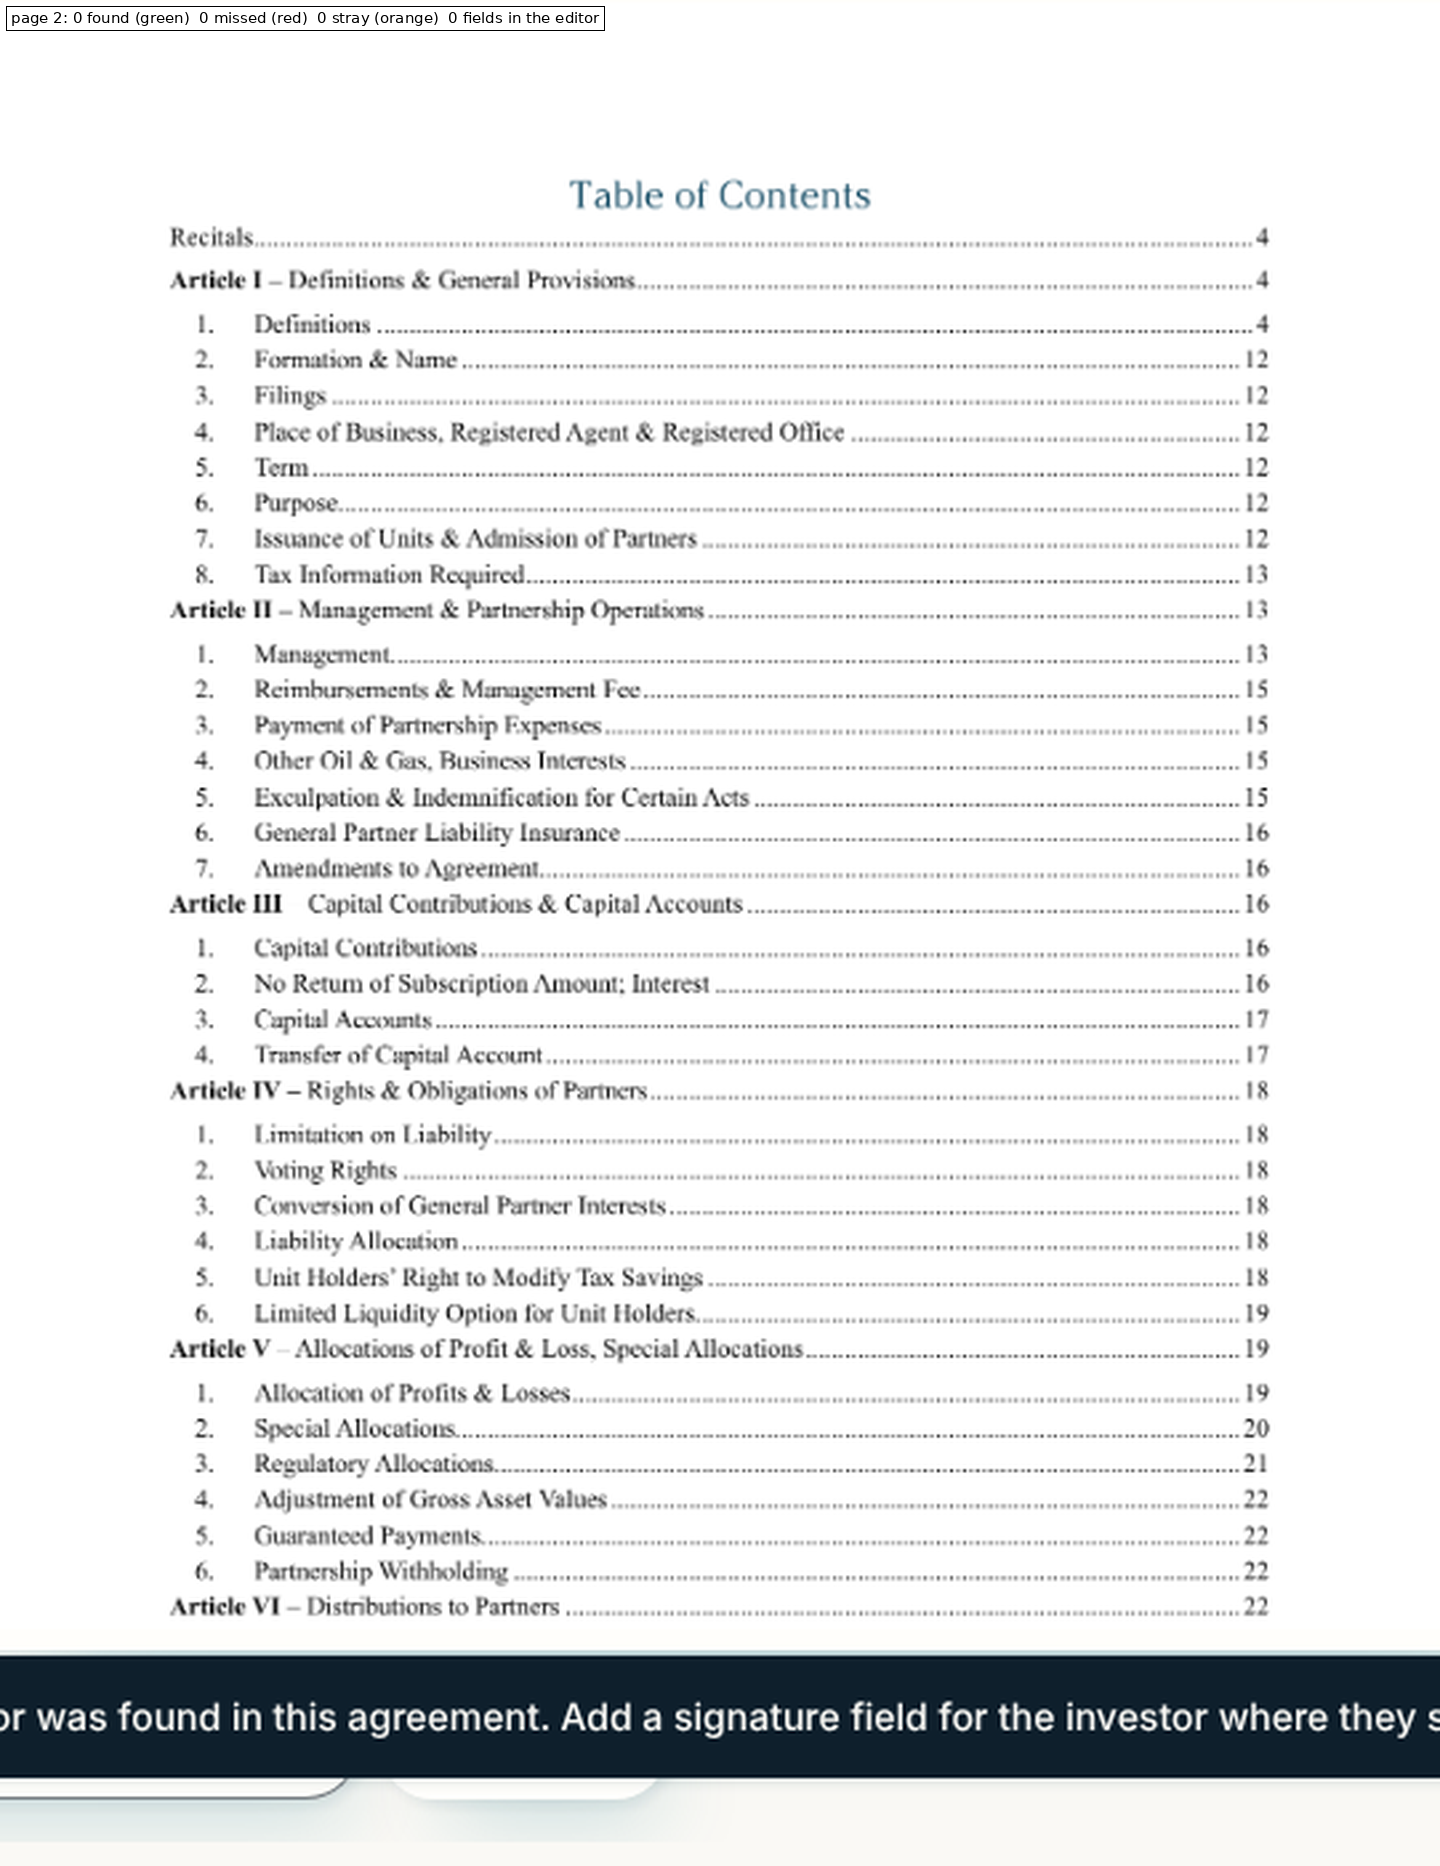 page 2: 0 found (green)  0 missed (red)  0 stray (orange)  0 fields in the editor
Table of Contents
Recitals 4
Article I – Definitions & General Provisions 4
1. Definitions 4
2. Formation & Name 12
3. Filings 12
4. Place of Business, Registered Agent & Registered Office 12
5. Term 12
6. Purpose 12
7. Issuance of Units & Admission of Partners 12
8. Tax Information Required 13
Article II – Management & Partnership Operations 13
1. Management 13
2. Reimbursements & Management Fee 15
3. Payment of Partnership Expenses 15
4. Other Oil & Gas, Business Interests 15
5. Exculpation & Indemnification for Certain Acts 15
6. General Partner Liability Insurance 16
7. Amendments to Agreement 16
Article III Capital Contributions & Capital Accounts 16
1. Capital Contributions 16
2. No Return of Subscription Amount; Interest 16
3. Capital Accounts 17
4. Transfer of Capital Account 17
Article IV – Rights & Obligations of Partners 18
1. Limitation on Liability 18
2. Voting Rights 18
3. Conversion of General Partner Interests 18
4. Liability Allocation 18
5. Unit Holders' Right to Modify Tax Savings 18
6. Limited Liquidity Option for Unit Holders 19
Article V – Allocations of Profit & Loss, Special Allocations 19
1. Allocation of Profits & Losses 19
2. Special Allocations 20
3. Regulatory Allocations 21
4. Adjustment of Gross Asset Values 22
5. Guaranteed Payments 22
6. Partnership Withholding 22
Article VI – Distributions to Partners 22
or was found in this agreement. Add a signature field for the investor where they s